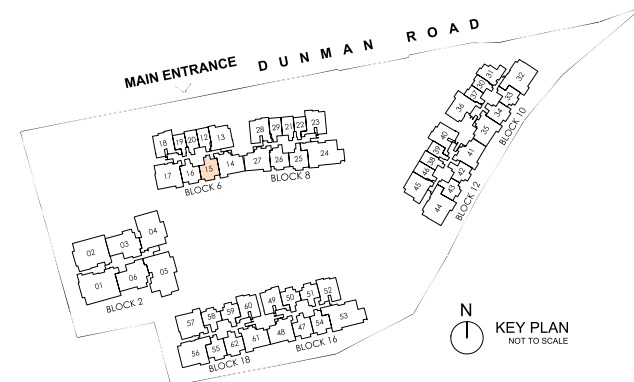 DUNMAN ROAD
MAIN ENTRANCE
18 19 20 12 13
17 16 15 14
BLOCK 6
28 29 21 22 23
27 26 25 24
BLOCK 8
31 32
30
37 33
36 34
35
BLOCK 10
40
39 41
38
46 42
45 43
44
BLOCK 12
02 03 04
01 06 05
BLOCK 2
57 58 59 60
56 55 62 61
BLOCK 18
49 50 51 52
48 47 54 53
BLOCK 16
N
KEY PLAN
NOT TO SCALE